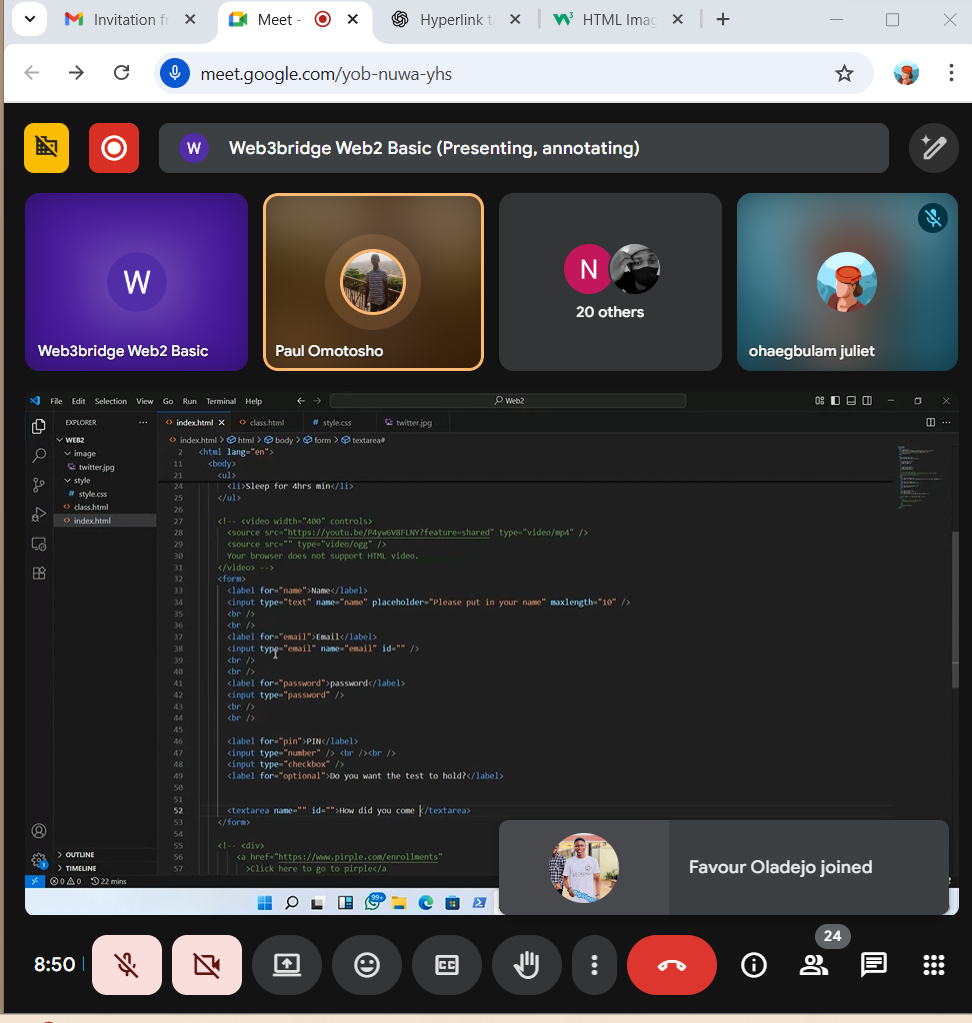 Invitation fr
Meet -
Hyperlink t
HTML Imag
meet.google.com/yob-nuwa-yhs
W
Web3bridge Web2 Basic (Presenting, annotating)
W
Web3bridge Web2 Basic
Paul Omotosho
N
20 others
ohaegbulam juliet
File Edit Selection View Go Run Terminal Help
Web2
EXPLORER
WEB2
image
twitter.jpg
style
# style.css
class.html
index.html
OUTLINE
TIMELINE
index.html
class.html
# style.css
twitter.jpg
index.html > html > body > form > textarea#
2 <html lang="en">
11 <body>
21 <ul>
24 <li>Sleep for 4hrs min</li>
25 </ul>
26
27 <!-- <video width="400" controls>
28 <source src="https://youtu.be/P4yw6V8FLNY?feature=shared" type="video/mp4" />
29 <source src="" type="video/ogg" />
30 Your browser does not support HTML video.
31 </video> -->
32 <form>
33 <label for="name">Name</label>
34 <input type="text" name="name" placeholder="Please put in your name" maxlength="10" />
35 <br />
36 <br />
37 <label for="email">Email</label>
38 <input type="email" name="email" id="" />
39 <br />
40 <br />
41 <label for="password">password</label>
42 <input type="password" />
43 <br />
44 <br />
45
46 <label for="pin">PIN</label>
47 <input type="number" /> <br /><br />
48 <input type="checkbox" />
49 <label for="optional">Do you want the test to hold?</label>
50
51
52 <textarea name="" id="">How did you come </textarea>
53 </form>
54
55 <!-- <div>
56 <a href="https://www.pirple.com/enrollments"
57 >Click here to go to pirple</a
0 0 22 mins
99+
Favour Oladejo joined
8:50
24